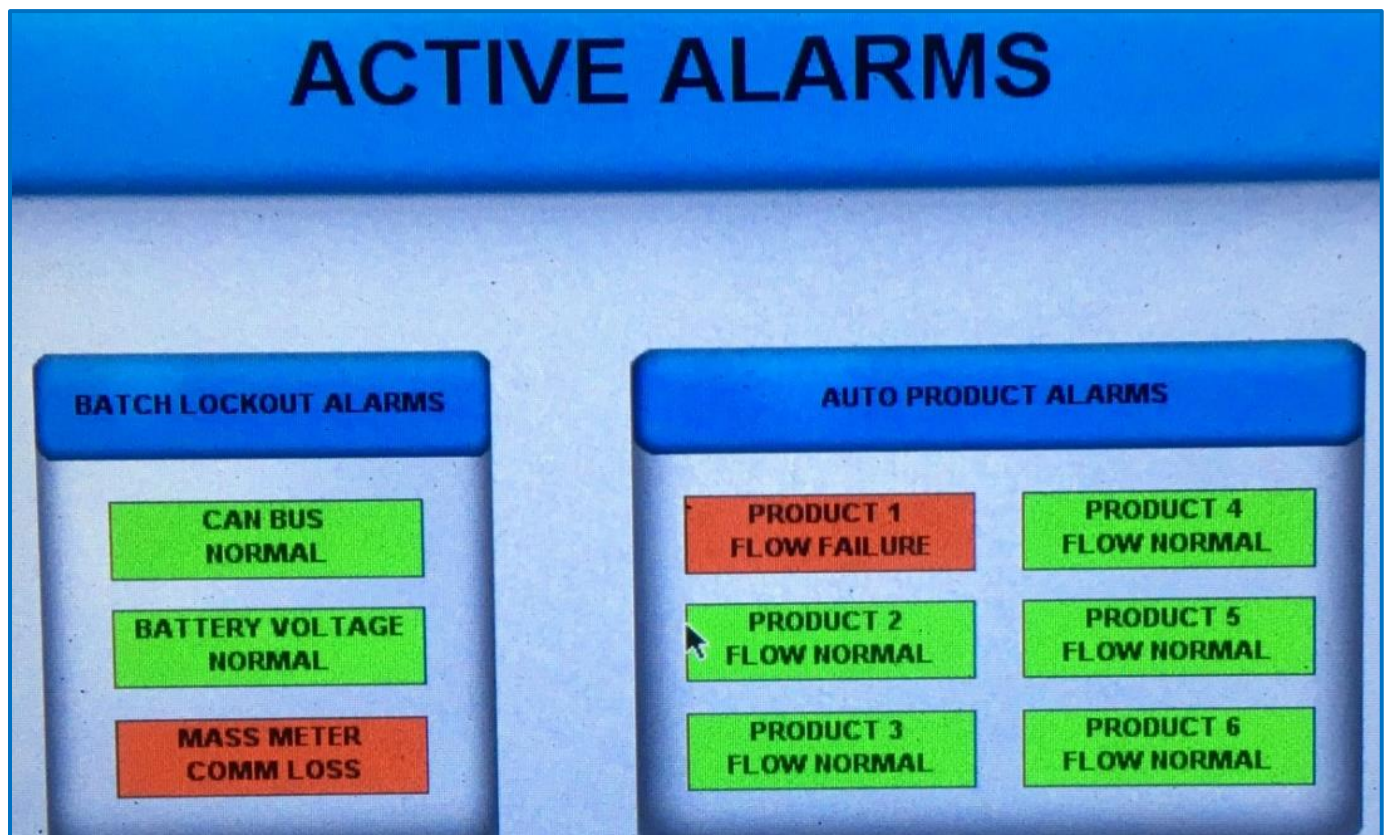 ACTIVE ALARMS
BATCH LOCKOUT ALARMS
CAN BUS
NORMAL
BATTERY VOLTAGE
NORMAL
MASS METER
COMM LOSS
AUTO PRODUCT ALARMS
PRODUCT 1
FLOW FAILURE
PRODUCT 2
FLOW NORMAL
PRODUCT 3
FLOW NORMAL
PRODUCT 4
FLOW NORMAL
PRODUCT 5
FLOW NORMAL
PRODUCT 6
FLOW NORMAL